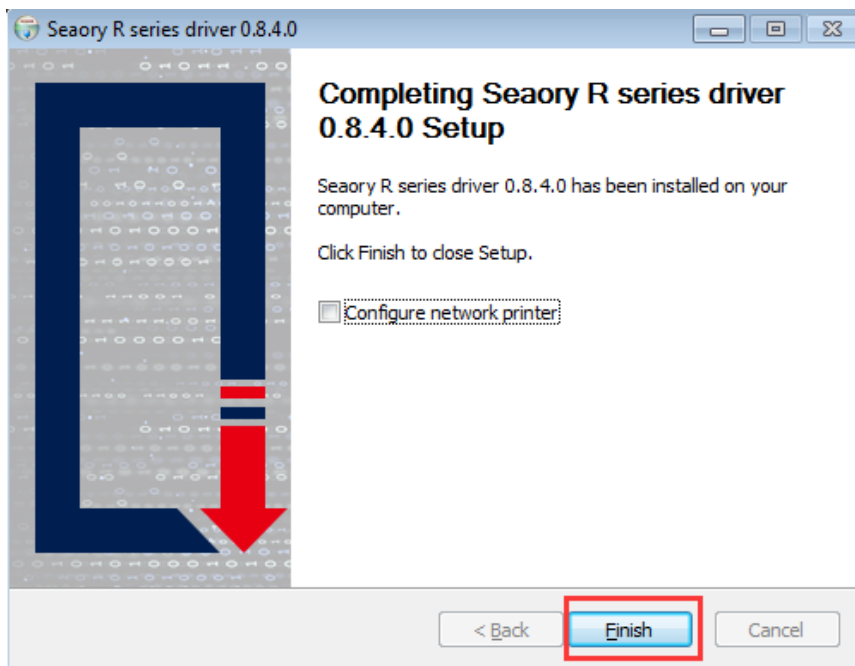 Seaory R series driver 0.8.4.0
Completing Seaory R series driver
0.8.4.0 Setup
Seaory R series driver 0.8.4.0 has been installed on your
computer.
Click Finish to close Setup.
Configure network printer
< Back
Finish
Cancel